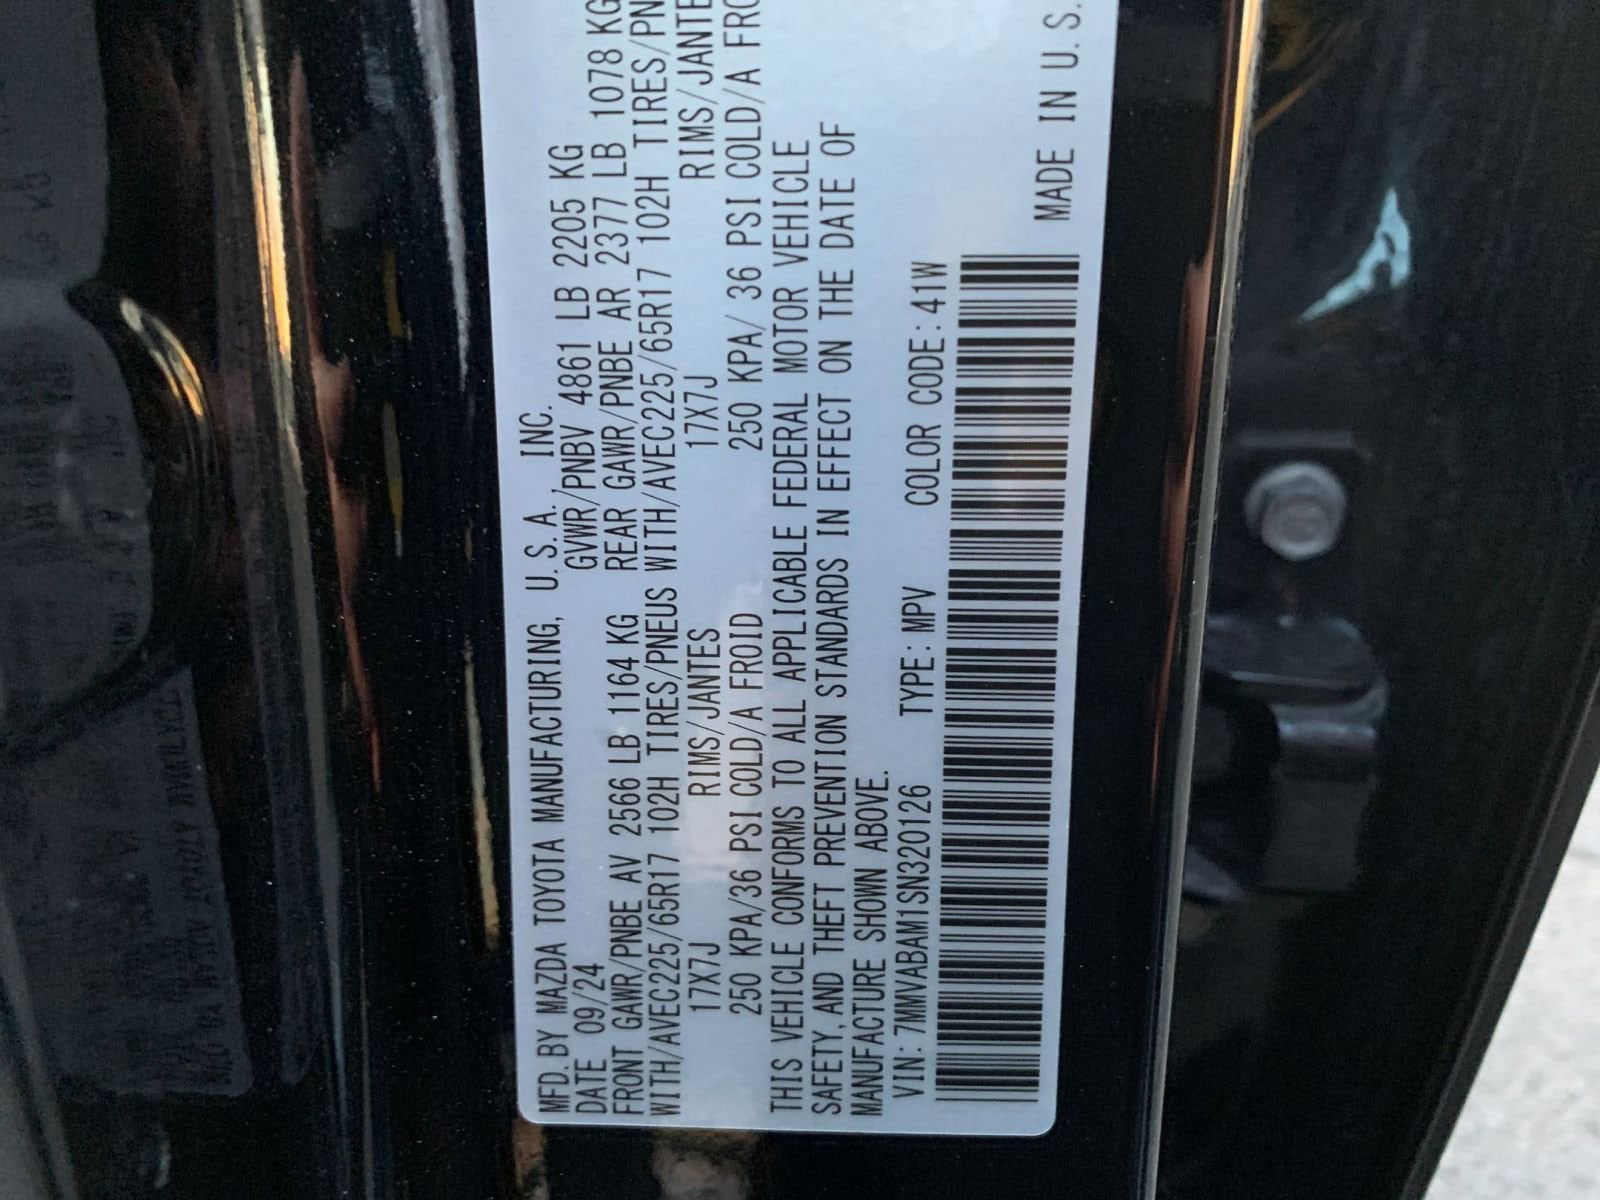 MFD. BY MAZDA TOYOTA MANUFACTURING, U.S.A., INC.
DATE 09/24 GVWR/PNBV 4861 LB 2205 KG
FRONT GAWR/PNBE AV 2566 LB 1164 KG REAR GAWR/PNBE AR 2377 LB 1078 KG
WITH/AVEC225/65R17 102H TIRES/PNEUS WITH/AVEC225/65R17 102H TIRES/PN
17X7J RIMS/JANTES 17X7J RIMS/JANTE
250 KPA/36 PSI COLD/A FROID 250 KPA/ 36 PSI COLD/A FRO
THIS VEHICLE CONFORMS TO ALL APPLICABLE FEDERAL MOTOR VEHICLE
SAFETY, AND THEFT PREVENTION STANDARDS IN EFFECT ON THE DATE OF
MANUFACTURE SHOWN ABOVE.
VIN: 7MMVABAM1SN320126 TYPE: MPV COLOR CODE: 41W
MADE IN U.S.